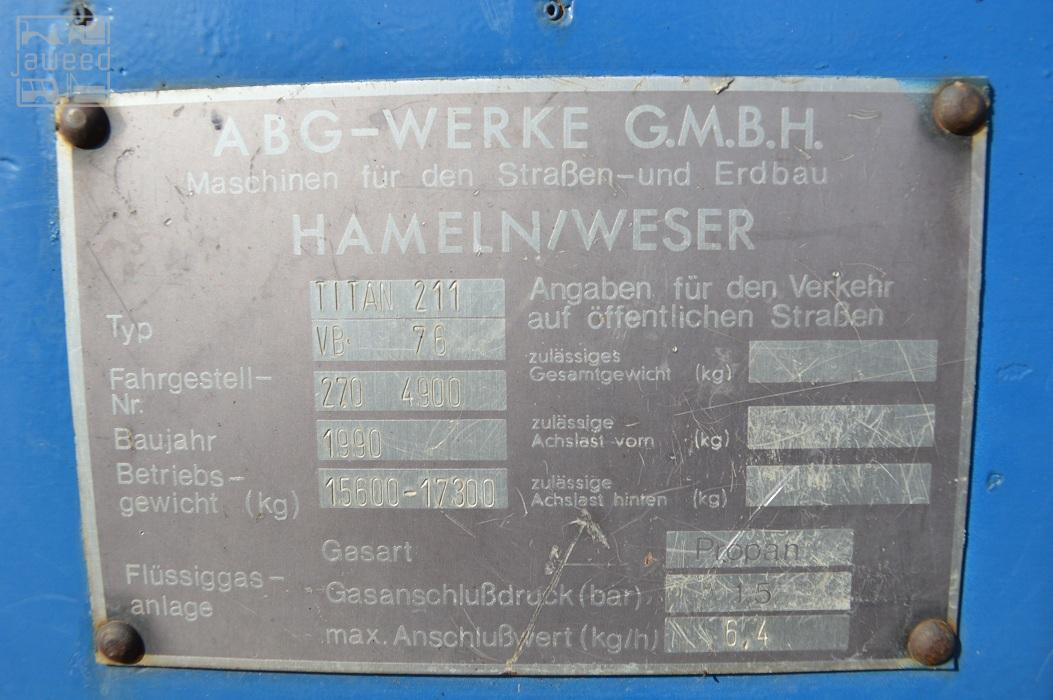 jaweed
ABG-WERKE G.M.B.H.
Maschinen für den Straßen-und Erdbau
HAMELN/WESER
Typ TITAN 211
VB 76
Fahrgestell-
Nr. 270 4900
Baujahr 1990
Betriebs-
gewicht (kg) 15600-17300
Angaben für den Verkehr
auf öffentlichen Straßen
zulässiges
Gesamtgewicht (kg)
zulässige
Achslast vorn (kg)
zulässige
Achslast hinten (kg)
Flüssiggas-
anlage
Gasart Propan
Gasanschlußdruck (bar) 1,5
max. Anschlußwert (kg/h) 6,4